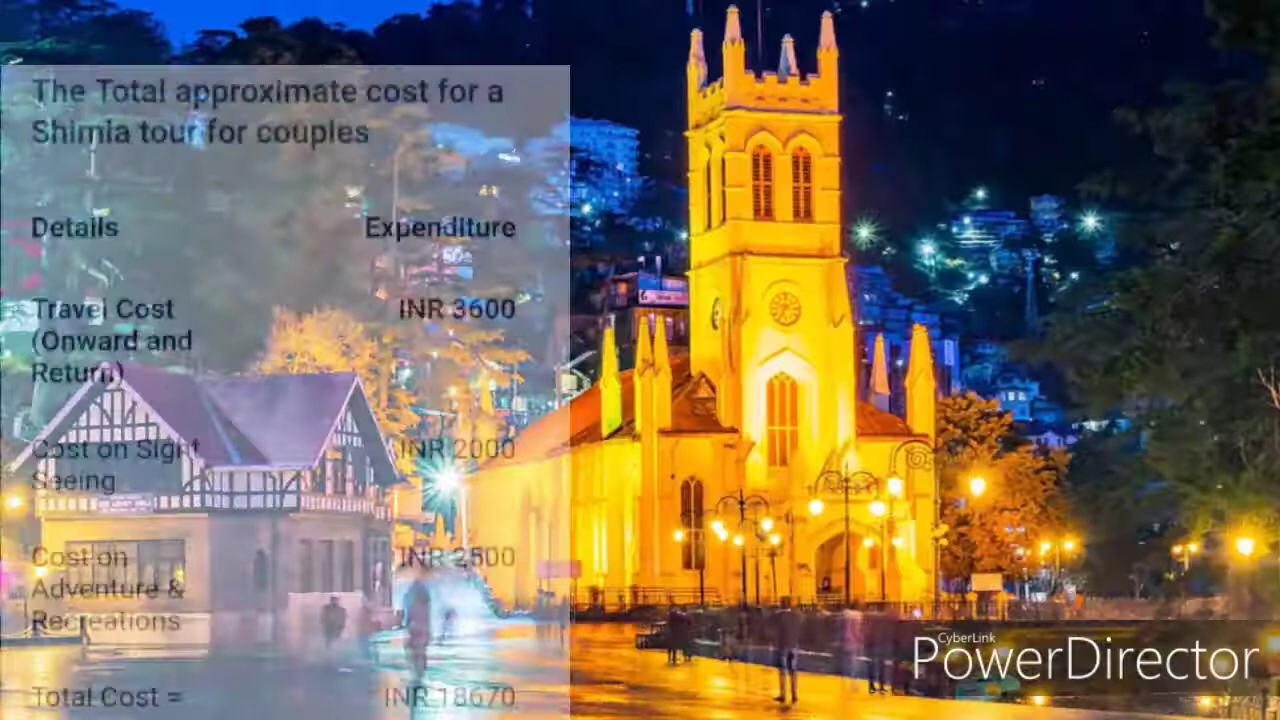 The Total approximate cost for a
Shimla tour for couples
Details Expenditure
Travel Cost INR 3600
(Onward and
Return)
Cost on Sight INR 2000
Seeing
Cost on INR 2500
Adventure &
Recreations
Total Cost = INR 18670
CyberLink
PowerDirector